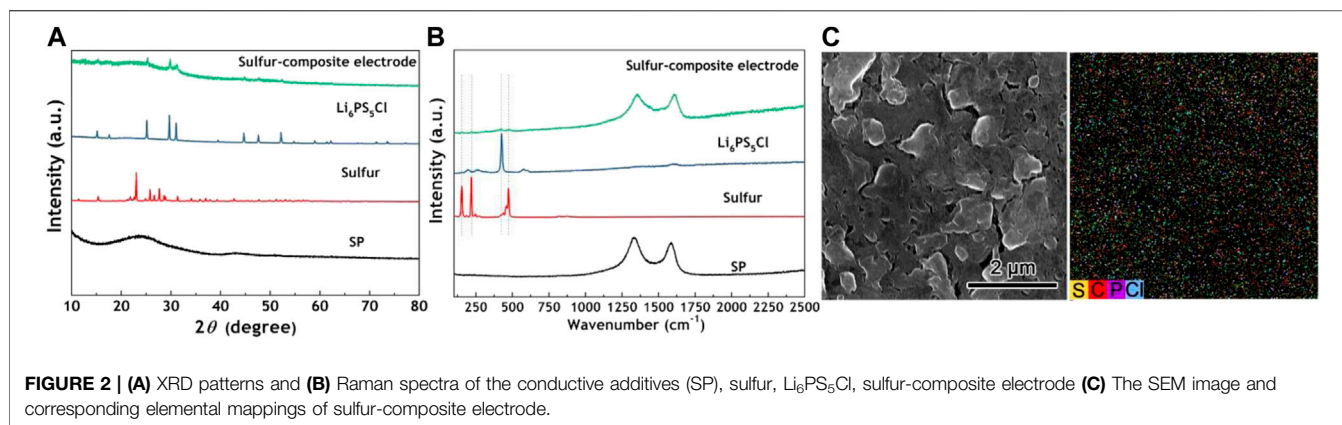 A
Intensity (a.u.)
Sulfur-composite electrode
Li₆PS₅Cl
Sulfur
SP
10 20 30 40 50 60 70 80
2θ (degree)
B
Intensity (a.u.)
Sulfur-composite electrode
Li₆PS₅Cl
Sulfur
SP
250 500 750 1000 1250 1500 1750 2000 2250 2500
Wavenumber (cm⁻¹)
C
2 μm
S C P Cl
FIGURE 2 | (A) XRD patterns and (B) Raman spectra of the conductive additives (SP), sulfur, Li₆PS₅Cl, sulfur-composite electrode (C) The SEM image and
corresponding elemental mappings of sulfur-composite electrode.